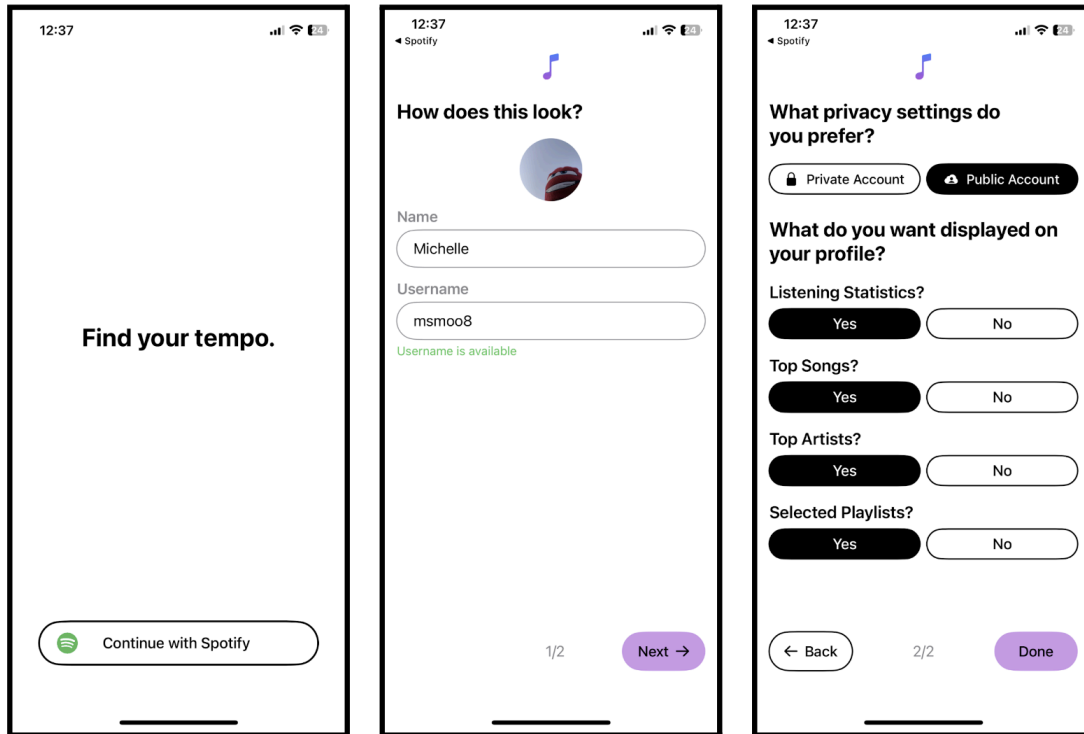 12:37
24
Find your tempo.
Continue with Spotify
12:37
24
◀ Spotify
How does this look?
Name
Michelle
Username
msmoo8
Username is available
1/2
Next →
12:37
24
◀ Spotify
What privacy settings do
you prefer?
Private Account
Public Account
What do you want displayed on
your profile?
Listening Statistics?
Yes
No
Top Songs?
Yes
No
Top Artists?
Yes
No
Selected Playlists?
Yes
No
← Back
2/2
Done